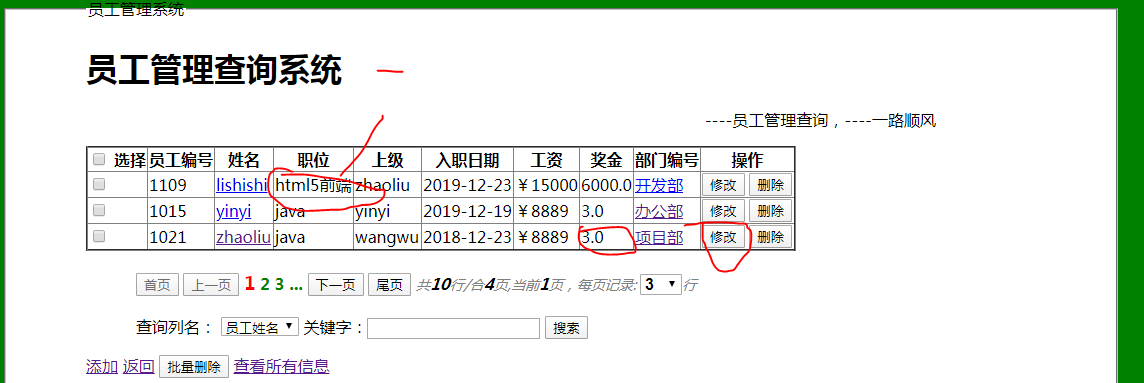 员工管理系统
员工管理查询系统
----员工管理查询，----一路顺风
选择 员工编号 姓名 职位 上级 入职日期 工资 奖金 部门编号 操作
1109 lishishi html5前端 zhaoliu 2019-12-23 ￥15000 6000.0 开发部 修改 删除
1015 yinyi java yinyi 2019-12-19 ￥8889 3.0 办公部 修改 删除
1021 zhaoliu java wangwu 2018-12-23 ￥8889 3.0 项目部 修改 删除
首页 上一页 1 2 3 ... 下一页 尾页 共10行/合4页,当前1页，每页记录: 3 行
查询列名： 员工姓名 关键字： 搜索
添加 返回 批量删除 查看所有信息